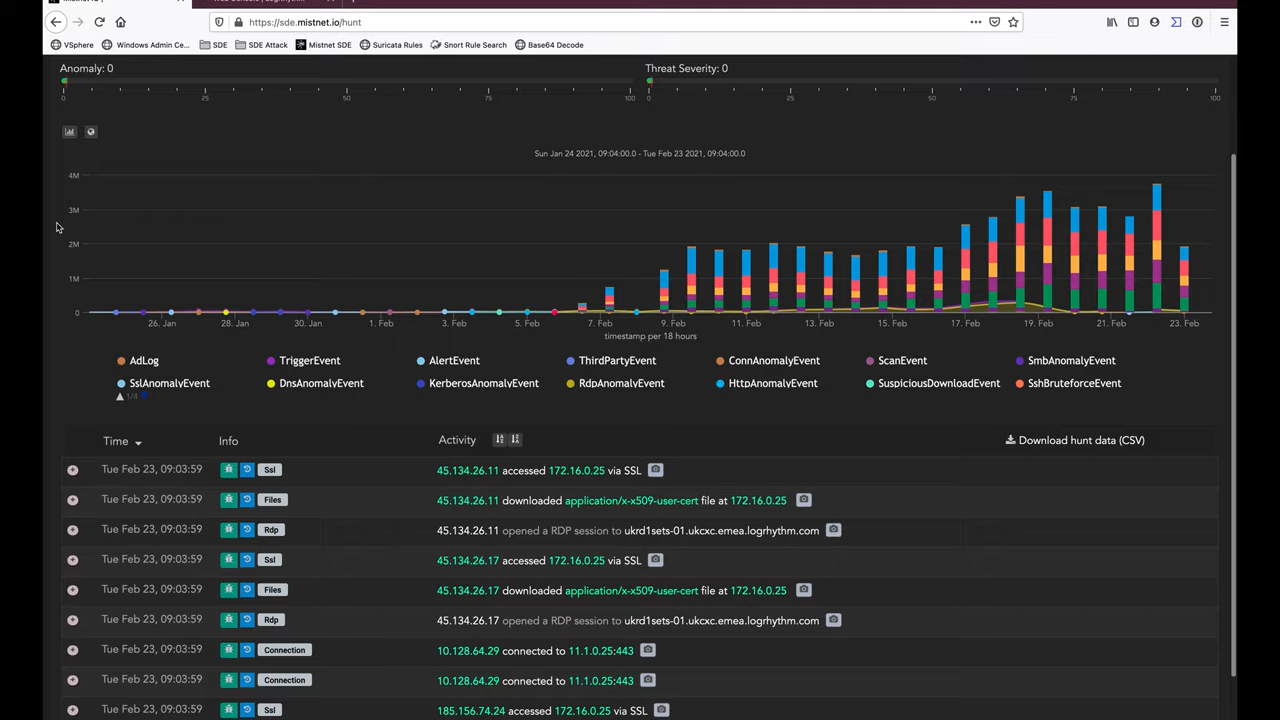 https://sde.mistnet.io/hunt
VSphere Windows Admin Ce... SDE SDE Attack Mistnet SDE Suricata Rules Snort Rule Search Base64 Decode
Anomaly: 0 Threat Severity: 0
0 25 50 75 100 0 25 50 75 100
Sun Jan 24 2021, 09:04:00.0 - Tue Feb 23 2021, 09:04:00.0
4M
3M
2M
1M
0
26. Jan 28. Jan 30. Jan 1. Feb 3. Feb 5. Feb 7. Feb 9. Feb 11. Feb 13. Feb 15. Feb 17. Feb 19. Feb 21. Feb 23. Feb
timestamp per 18 hours
AdLog TriggerEvent AlertEvent ThirdPartyEvent ConnAnomalyEvent ScanEvent SmbAnomalyEvent
SslAnomalyEvent DnsAnomalyEvent KerberosAnomalyEvent RdpAnomalyEvent HttpAnomalyEvent SuspiciousDownloadEvent SshBruteforceEvent
1/4
Time Info Activity Download hunt data (CSV)
Tue Feb 23, 09:03:59 Ssl 45.134.26.11 accessed 172.16.0.25 via SSL
Tue Feb 23, 09:03:59 Files 45.134.26.11 downloaded application/x-x509-user-cert file at 172.16.0.25
Tue Feb 23, 09:03:59 Rdp 45.134.26.11 opened a RDP session to ukrd1sets-01.ukcxc.emea.logrhythm.com
Tue Feb 23, 09:03:59 Ssl 45.134.26.17 accessed 172.16.0.25 via SSL
Tue Feb 23, 09:03:59 Files 45.134.26.17 downloaded application/x-x509-user-cert file at 172.16.0.25
Tue Feb 23, 09:03:59 Rdp 45.134.26.17 opened a RDP session to ukrd1sets-01.ukcxc.emea.logrhythm.com
Tue Feb 23, 09:03:59 Connection 10.128.64.29 connected to 11.1.0.25:443
Tue Feb 23, 09:03:59 Connection 10.128.64.29 connected to 11.1.0.25:443
Tue Feb 23, 09:03:59 Ssl 185.156.74.24 accessed 172.16.0.25 via SSL